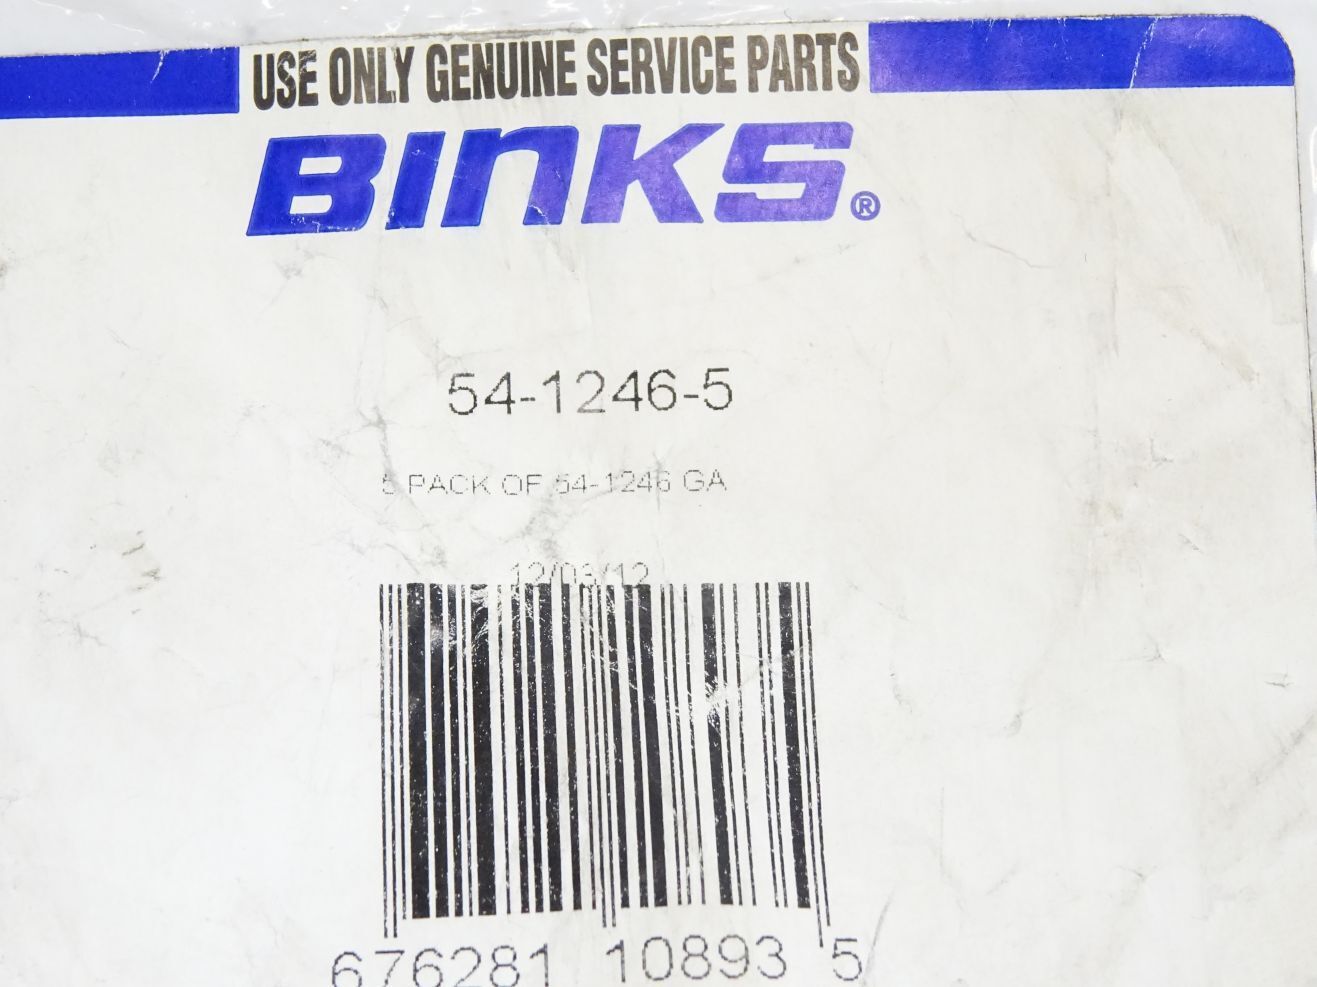 USE ONLY GENUINE SERVICE PARTS
BINKS®
54-1246-5
5 PACK OF 54-1246 GA
12/03/12
676281 10893 5